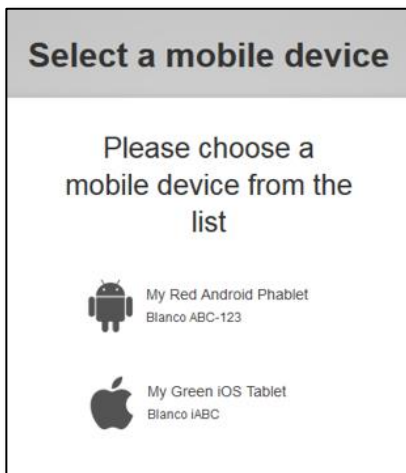 Select a mobile device
Please choose a
mobile device from the
list
My Red Android Phablet
Blanco ABC-123
My Green iOS Tablet
Blanco iABC